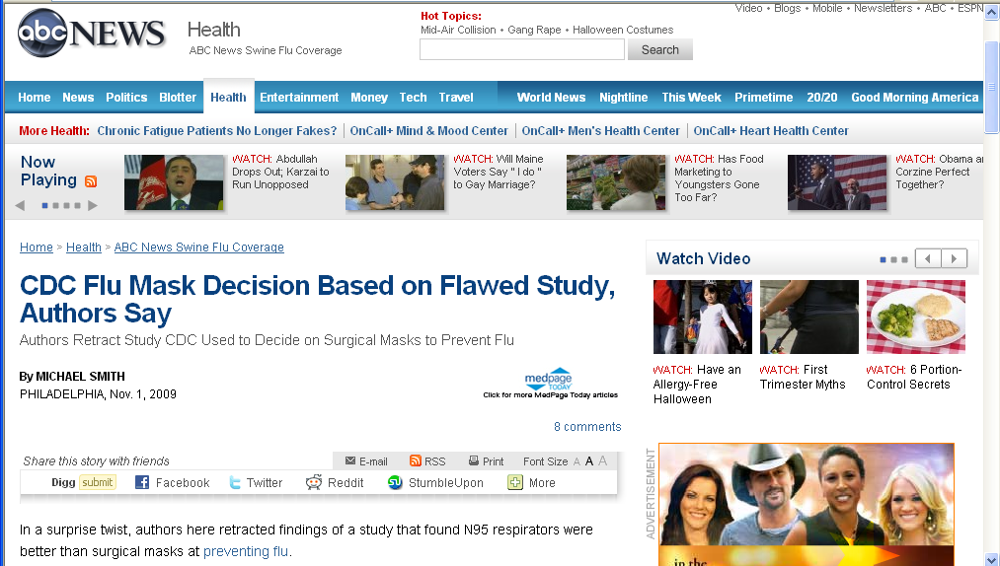 Video • Blogs • Mobile • Newsletters • ABC • ESPN
abc NEWS
Health
ABC News Swine Flu Coverage
Hot Topics:
Mid-Air Collision • Gang Rape • Halloween Costumes
Search
Home News Politics Blotter Health Entertainment Money Tech Travel World News Nightline This Week Primetime 20/20 Good Morning America
More Health: Chronic Fatigue Patients No Longer Fakes? OnCall+ Mind & Mood Center OnCall+ Men's Health Center OnCall+ Heart Health Center
Now
Playing
WATCH: Abdullah
Drops Out; Karzai to
Run Unopposed
WATCH: Will Maine
Voters Say "I do "
to Gay Marriage?
WATCH: Has Food
Marketing to
Youngsters Gone
Too Far?
WATCH: Obama an
Corzine Perfect
Together?
Home > Health > ABC News Swine Flu Coverage
CDC Flu Mask Decision Based on Flawed Study,
Authors Say
Authors Retract Study CDC Used to Decide on Surgical Masks to Prevent Flu
By MICHAEL SMITH
PHILADELPHIA, Nov. 1, 2009
medpage
TODAY
Click for more MedPage Today articles
8 comments
Share this story with friends
E-mail RSS Print Font Size A A A
Digg submit Facebook Twitter Reddit StumbleUpon More
In a surprise twist, authors here retracted findings of a study that found N95 respirators were
better than surgical masks at preventing flu.
Watch Video
WATCH: Have an
Allergy-Free
Halloween
WATCH: First
Trimester Myths
WATCH: 6 Portion-
Control Secrets
ADVERTISEMENT
in the